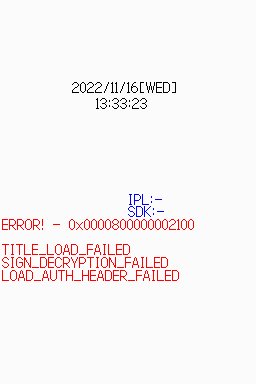 2022/11/16[WED]
13:33:23
IPL:-
SDK:-
ERROR! - 0x0000800000002100
TITLE_LOAD_FAILED
SIGN_DECRYPTION_FAILED
LOAD_AUTH_HEADER_FAILED